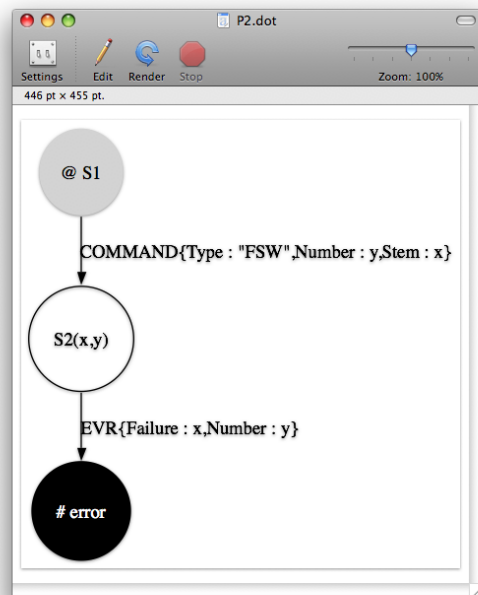 P2.dot
Settings Edit Render Stop Zoom: 100%
446 pt × 455 pt.
@ S1
COMMAND{Type : "FSW",Number : y,Stem : x}
S2(x,y)
EVR{Failure : x,Number : y}
# error